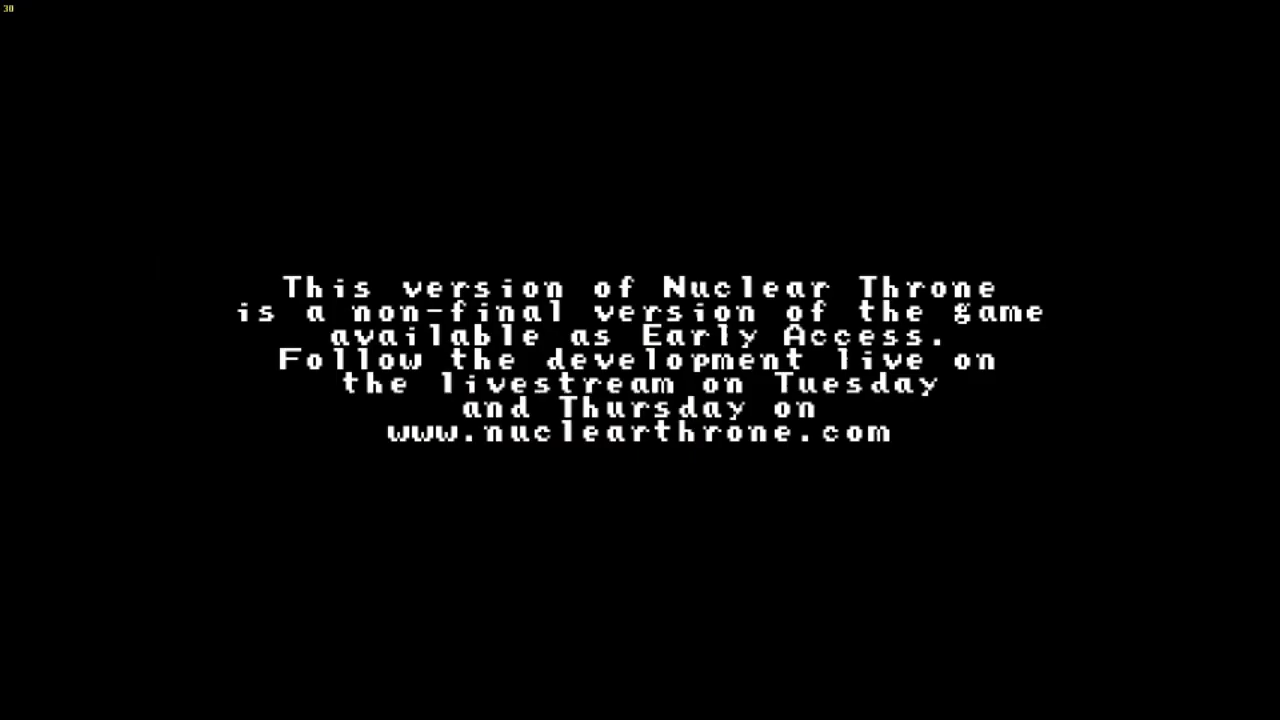 30
This version of Nuclear Throne
is a non-final version of the game
available as Early Access.
Follow the development live on
the livestream on Tuesday
and Thursday on
www.nuclearthrone.com